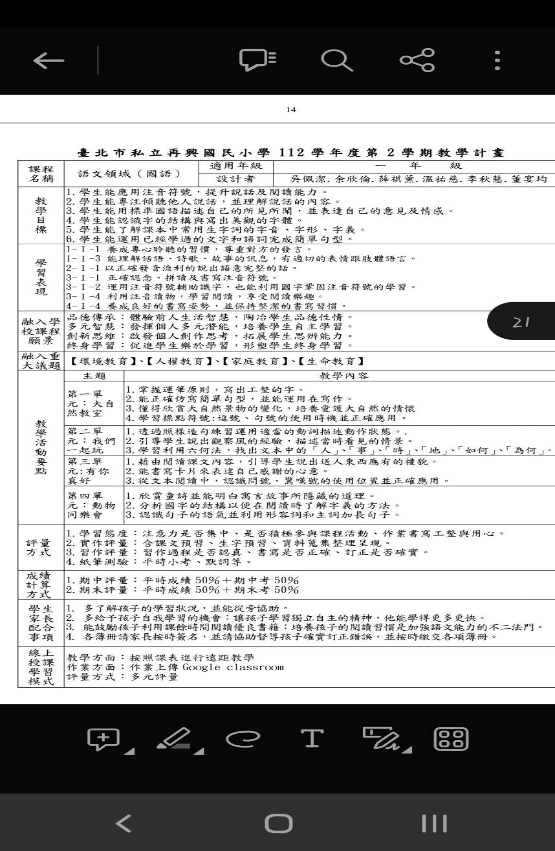 14
臺北市私立再興國民小學 112 學年度第 2 學期教學計畫
課程名稱
語文領域（國語）
適用年級
一 年 級
設計者
吳佩潔.余欣倫.薛祺薰.溫祐慈.李秋慧.董宴均
教學目標
1.學生能應用注音符號，提升說話及閱讀能力。
2.學生能專注傾聽他人說話，並理解說話的內容。
3.學生能用標準國語描述自己的所見所聞，並表達自己的意見及情感。
4.學生能認識字的結構與寫出美觀的字體。
5.學生能了解課本中常用生字詞的字音、字形、字義。
6.學生能運用已經學過的文字和語詞完成簡單句型。
學習表現
1-I-1 養成專心聆聽的習慣，尊重對方的發言。
1-I-3 能理解話語、詩歌、故事的訊息，有適切的表情跟肢體語言。
2-I-1以正確發音流利的說出語意完整的話。
3-I-1 正確認念、拼讀及書寫注音符號。
3-I-2 運用注音符號輔助識字，也能利用國字鞏固注音符號的學習。
3-I-4 利用注音讀物，學習閱讀，享受閱讀樂趣。
4-I-4 養成良好的書寫姿勢，並保持整潔的書寫習慣。
融入學校課程願景
品德傳承：體驗前人生活智慧，陶冶學生品德性情。
多元智慧：發揮個人多元潛能，培養學生自主學習。
創新思維：啟發個人創作思考，拓展學生思辨能力。
終身學習：促進學生樂於學習，形塑學生終身學習。
21
融入重大議題
【環境教育】、【人權教育】、【家庭教育】、【生命教育】
教學活動要點
主題
教學內容
第一單元：大自然教室
1.掌握運筆原則，寫出工整的字。
2.能正確仿寫簡單句型，並能運用在寫作。
3.懂得欣賞大自然景物的變化，培養愛護大自然的情懷
4.學習標點符號:逗號、句號的使用時機並正確應用。
第二單元：我們一起玩
1.透過照樣造句練習運用適當的動詞描述動作狀態。、
2.引導學生說出觀察風的經驗，描述當時看見的情景。
3.學習利用六何法，找出文本中的「人」、「事」、「時」、「地」、「如何」、「為何」。
第三單元:有你真好
1.藉由閱讀課文內容，引導學生說出送人東西應有的禮貌。
2.能書寫卡片來表達自己感謝的心意。
3.從文本閱讀中，認識問號、驚嘆號的使用位置並正確應用。
第四單元：動物同樂會
1.欣賞童詩並能明白寓言故事所隱藏的道理。
2.分析國字的結構以便在閱讀時了解字義的方法。
3.認識句子的語氣並利用形容詞和主詞加長句子。
評量方式
1.學習態度：注意力是否集中、是否積極參與課程活動、作業書寫工整與用心。
2.實作評量：含課文預習、生字預習、資料蒐集整理呈現。
3.習作評量：習作過程是否認真、書寫是否正確、訂正是否確實。
4.紙筆測驗：平時小考、默詞等。
成績計算方式
1.期中評量：平時成績 50%＋期中考 50%
2.期末評量：平時成績 50%＋期末考 50%
學生家長配合事項
1. 多了解孩子的學習狀況，並能從旁協助。
2. 多給予孩子自我學習的機會；讓孩子學習獨立自主的精神，他能學得更多更快。
3. 能鼓勵孩子利用課餘時間閱讀優良書籍；培養孩子的閱讀習慣是加強語文能力的不二法門。
4. 各簿冊請家長按時簽名，並請協助督導孩子確實訂正錯誤，並按時繳交各項簿冊。
線上授課學習模式
教學方面：按照課表進行遠距教學
作業方面：作業上傳 Google classroom
評量方式：多元評量
T